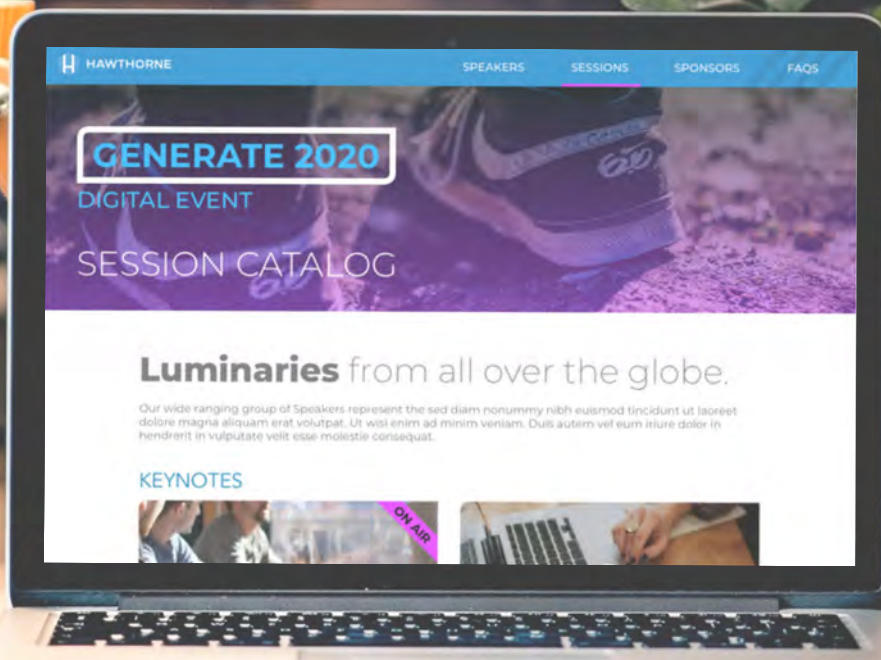 HAWTHORNE
SPEAKERS SESSIONS SPONSORS FAQS
GENERATE 2020
DIGITAL EVENT
SESSION CATALOG
Luminaries from all over the globe.
Our wide ranging group of Speakers represent the sed diam nonummy nibh euismod tincidunt ut laoreet
dolore magna aliquam erat volutpat. Ut wisi enim ad minim veniam. Duis autem vel eum iriure dolor in
hendrerit in vulputate velit esse molestie consequat.
KEYNOTES
ON AIR